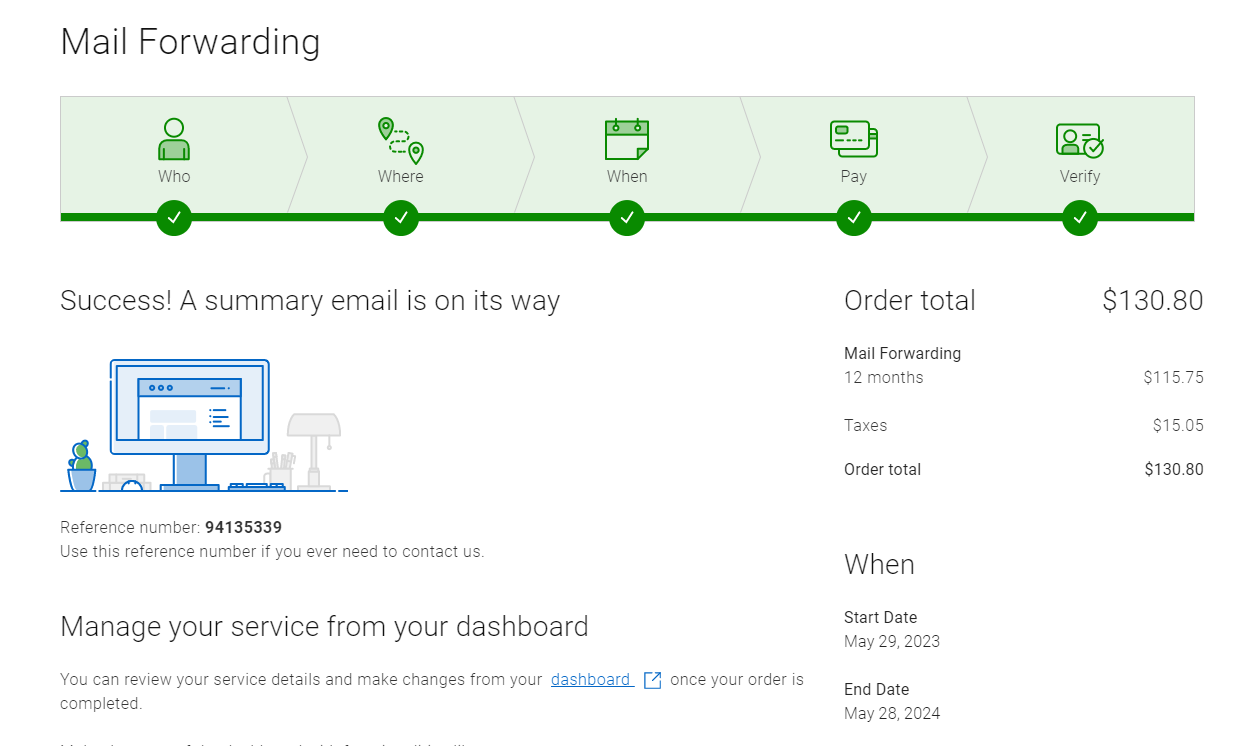 Mail Forwarding
Who
Where
When
Pay
Verify
Success! A summary email is on its way
Reference number: 94135339
Use this reference number if you ever need to contact us.
Manage your service from your dashboard
You can review your service details and make changes from your dashboard once your order is
completed.
Order total $130.80
Mail Forwarding
12 months $115.75
Taxes $15.05
Order total $130.80
When
Start Date
May 29, 2023
End Date
May 28, 2024